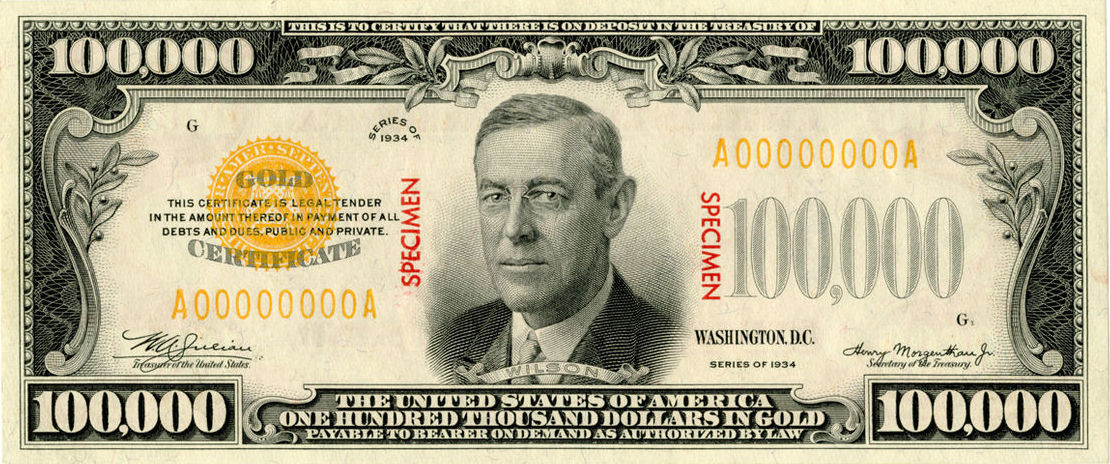 THIS IS TO CERTIFY THAT THERE IS ON DEPOSIT IN THE TREASURY OF
100,000
100,000
G
SERIES OF
1934
A00000000A
GOLD
THIS CERTIFICATE IS LEGAL TENDER
IN THE AMOUNT THEREOF IN PAYMENT OF ALL
DEBTS AND DUES, PUBLIC AND PRIVATE.
CERTIFICATE
SPECIMEN
SPECIMEN
100,000
A00000000A
G
WASHINGTON, D.C.
Treasurer of the United States.
Henry Morgenthau Jr.
Secretary of the Treasury.
SERIES OF 1934
WILSON
100,000
100,000
THE UNITED STATES OF AMERICA
ONE HUNDRED THOUSAND DOLLARS IN GOLD
PAYABLE TO BEARER ON DEMAND AS AUTHORIZED BY LAW